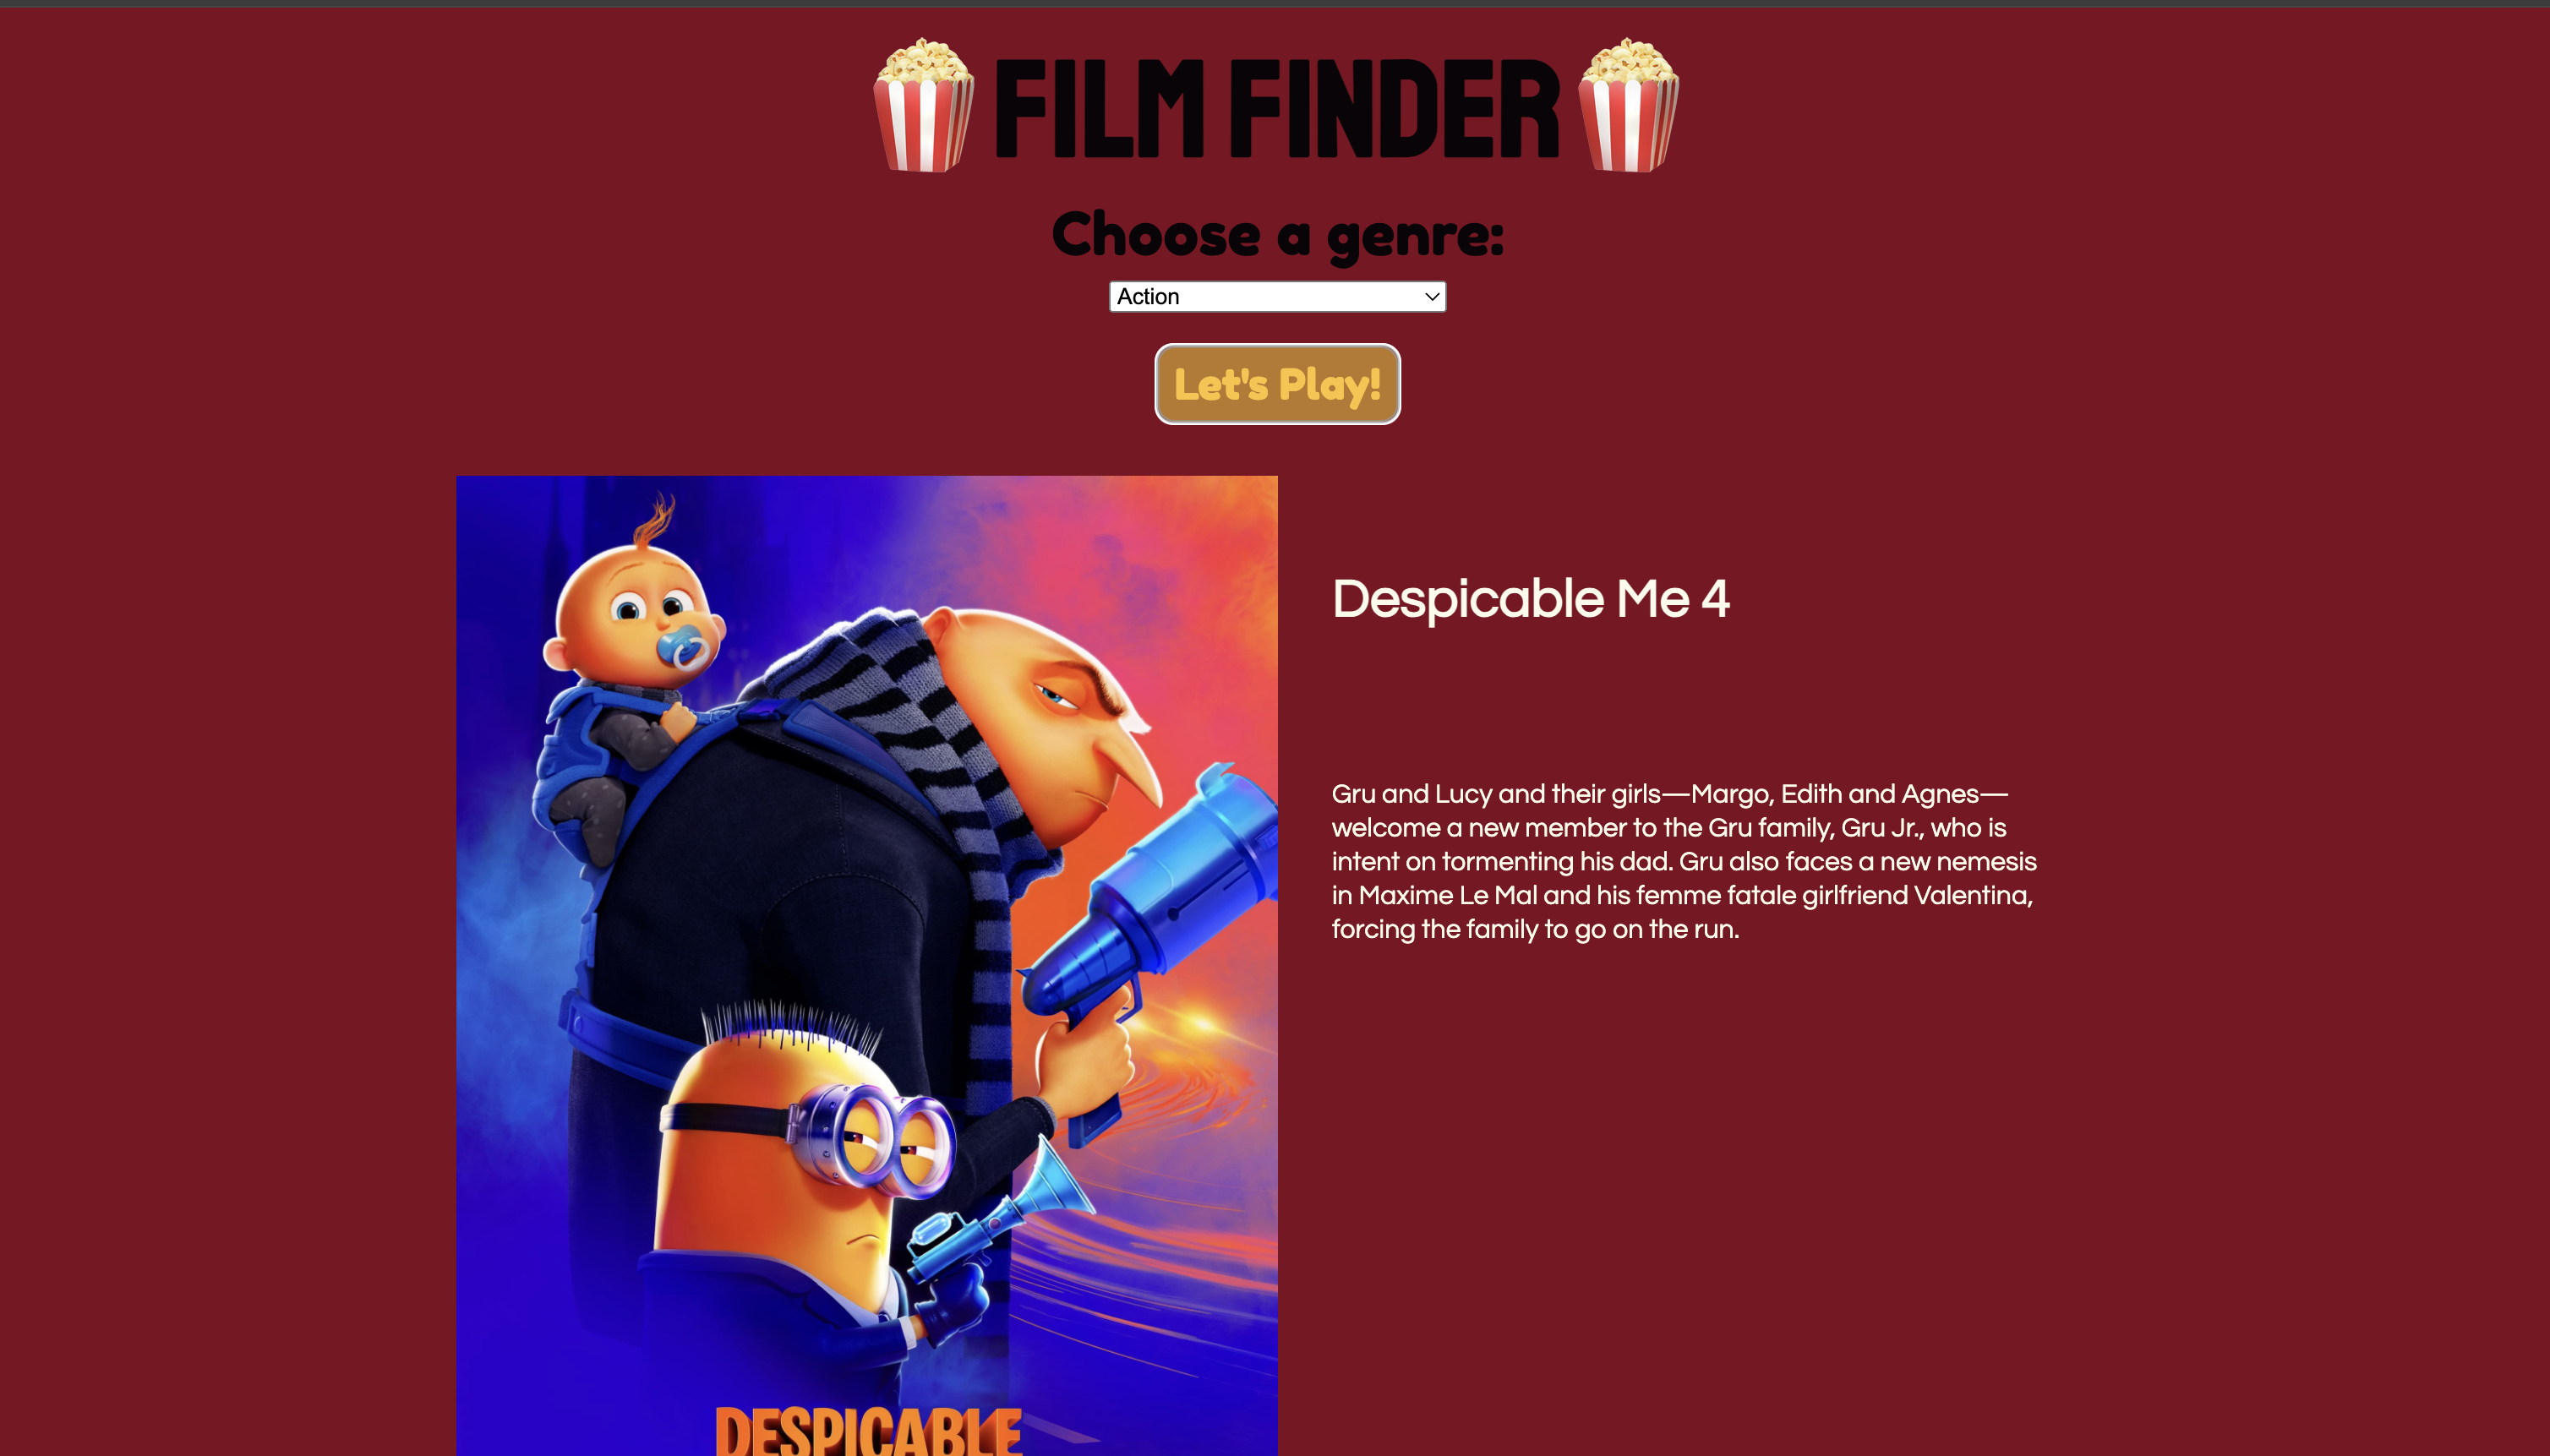 FILM FINDER
Choose a genre:
Action
Let's Play!
Despicable Me 4
Gru and Lucy and their girls—Margo, Edith and Agnes—
welcome a new member to the Gru family, Gru Jr., who is
intent on tormenting his dad. Gru also faces a new nemesis
in Maxime Le Mal and his femme fatale girlfriend Valentina,
forcing the family to go on the run.
DESPICABLE